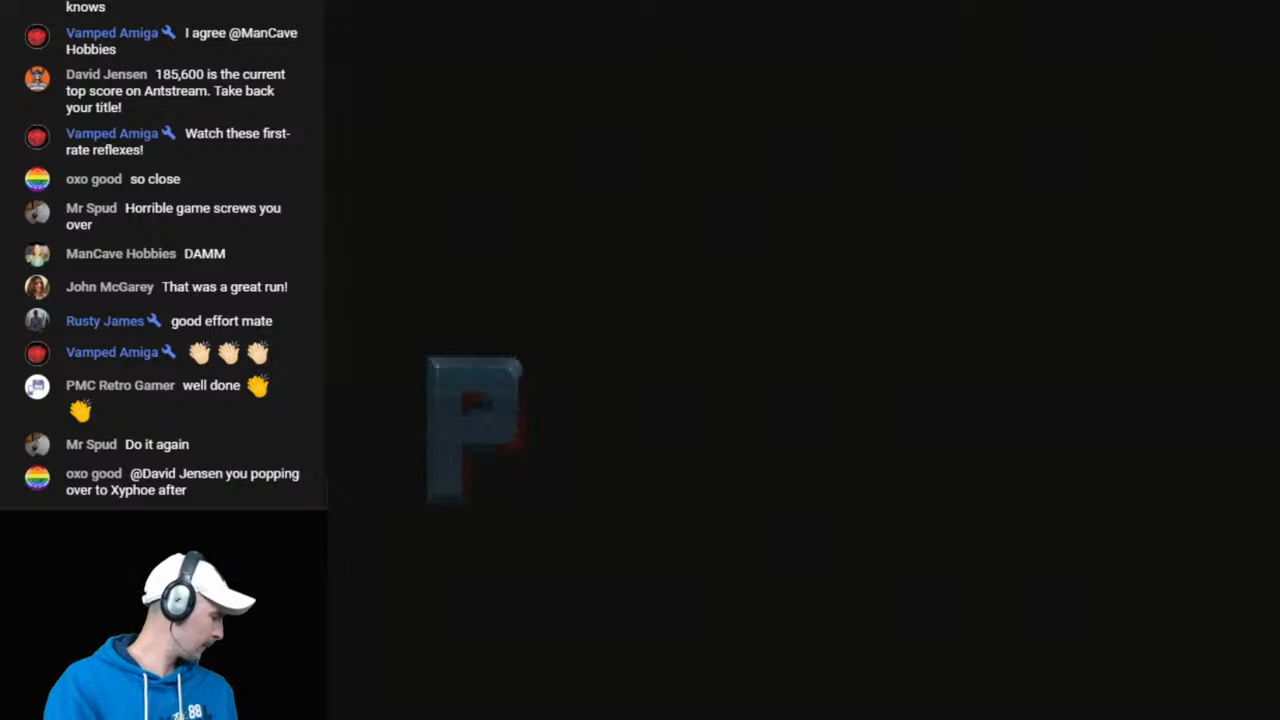 knows
Vamped Amiga I agree @ManCave
Hobbies
David Jensen 185,600 is the current
top score on Antstream. Take back
your title!
Vamped Amiga Watch these first-
rate reflexes!
oxo good so close
Mr Spud Horrible game screws you
over
ManCave Hobbies DAMM
John McGarey That was a great run!
Rusty James good effort mate
Vamped Amiga 👏🏻 👏🏻 👏🏻
PMC Retro Gamer well done 👏
👏
Mr Spud Do it again
oxo good @David Jensen you popping
over to Xyphoe after
P
88